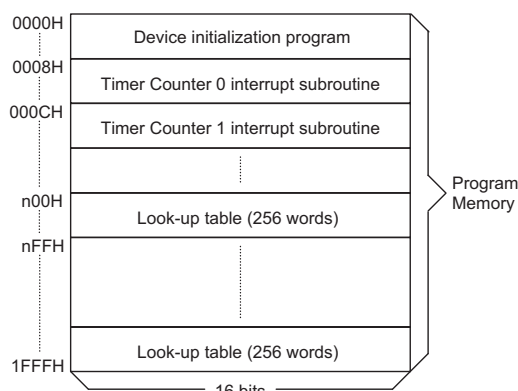 0000H
Device initialization program
0008H
Timer Counter 0 interrupt subroutine
000CH
Timer Counter 1 interrupt subroutine
n00H
Look-up table (256 words)
nFFH
Program
Memory
Look-up table (256 words)
1FFFH
16 bits